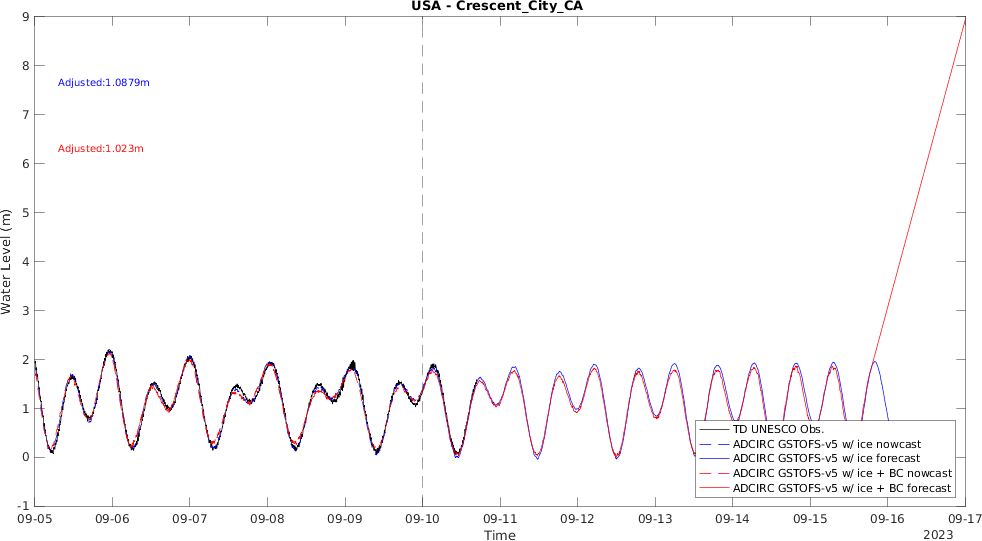 USA - Crescent_City_CA
9
8
7
6
5
4
3
2
1
0
-1
Water Level (m)
Adjusted:1.0879m
Adjusted:1.023m
TD UNESCO Obs.
ADCIRC GSTOFS-v5 w/ ice nowcast
ADCIRC GSTOFS-v5 w/ ice forecast
ADCIRC GSTOFS-v5 w/ ice + BC nowcast
ADCIRC GSTOFS-v5 w/ ice + BC forecast
09-05 09-06 09-07 09-08 09-09 09-10 09-11 09-12 09-13 09-14 09-15 09-16 09-17
Time
2023